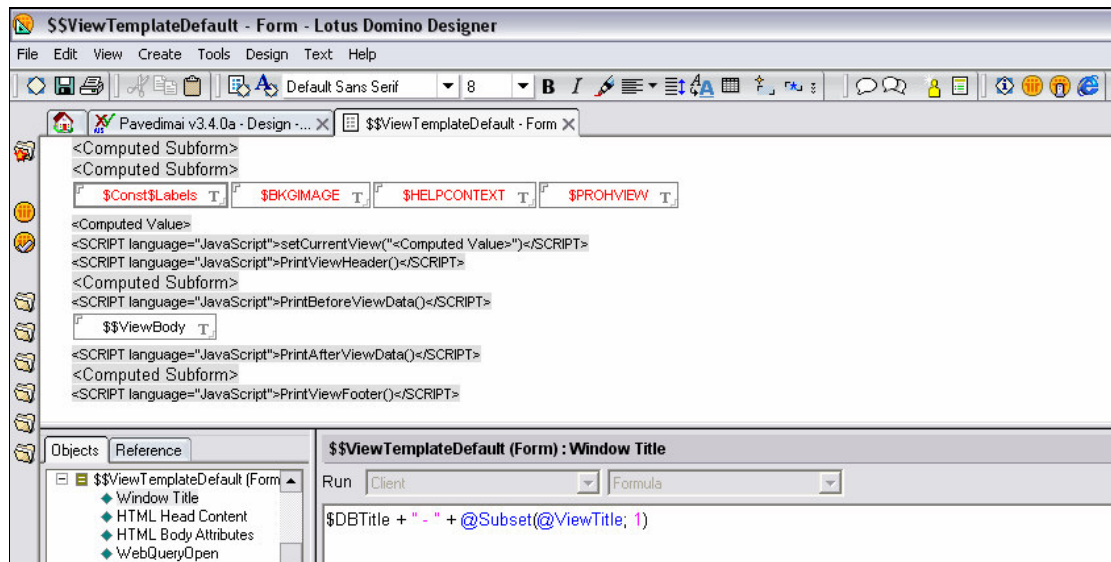 $$ViewTemplateDefault - Form - Lotus Domino Designer
File Edit View Create Tools Design Text Help
Default Sans Serif 8 B I
Pavedimai v3.4.0a - Design -... $$ViewTemplateDefault - Form
<Computed Subform>
<Computed Subform>
$Const$Labels T $BKGIMAGE T $HELPCONTEXT T $PROHVIEW T
<Computed Value>
<SCRIPT language="JavaScript">setCurrentView("<Computed Value>")</SCRIPT>
<SCRIPT language="JavaScript">PrintViewHeader()</SCRIPT>
<Computed Subform>
<SCRIPT language="JavaScript">PrintBeforeViewData()</SCRIPT>
$$ViewBody T
<SCRIPT language="JavaScript">PrintAfterViewData()</SCRIPT>
<Computed Subform>
<SCRIPT language="JavaScript">PrintViewFooter()</SCRIPT>
Objects Reference
$$ViewTemplateDefault (Form
Window Title
HTML Head Content
HTML Body Attributes
WebQueryOpen
$$ViewTemplateDefault (Form) : Window Title
Run Client Formula
$DBTitle + " - " + @Subset(@ViewTitle; 1)